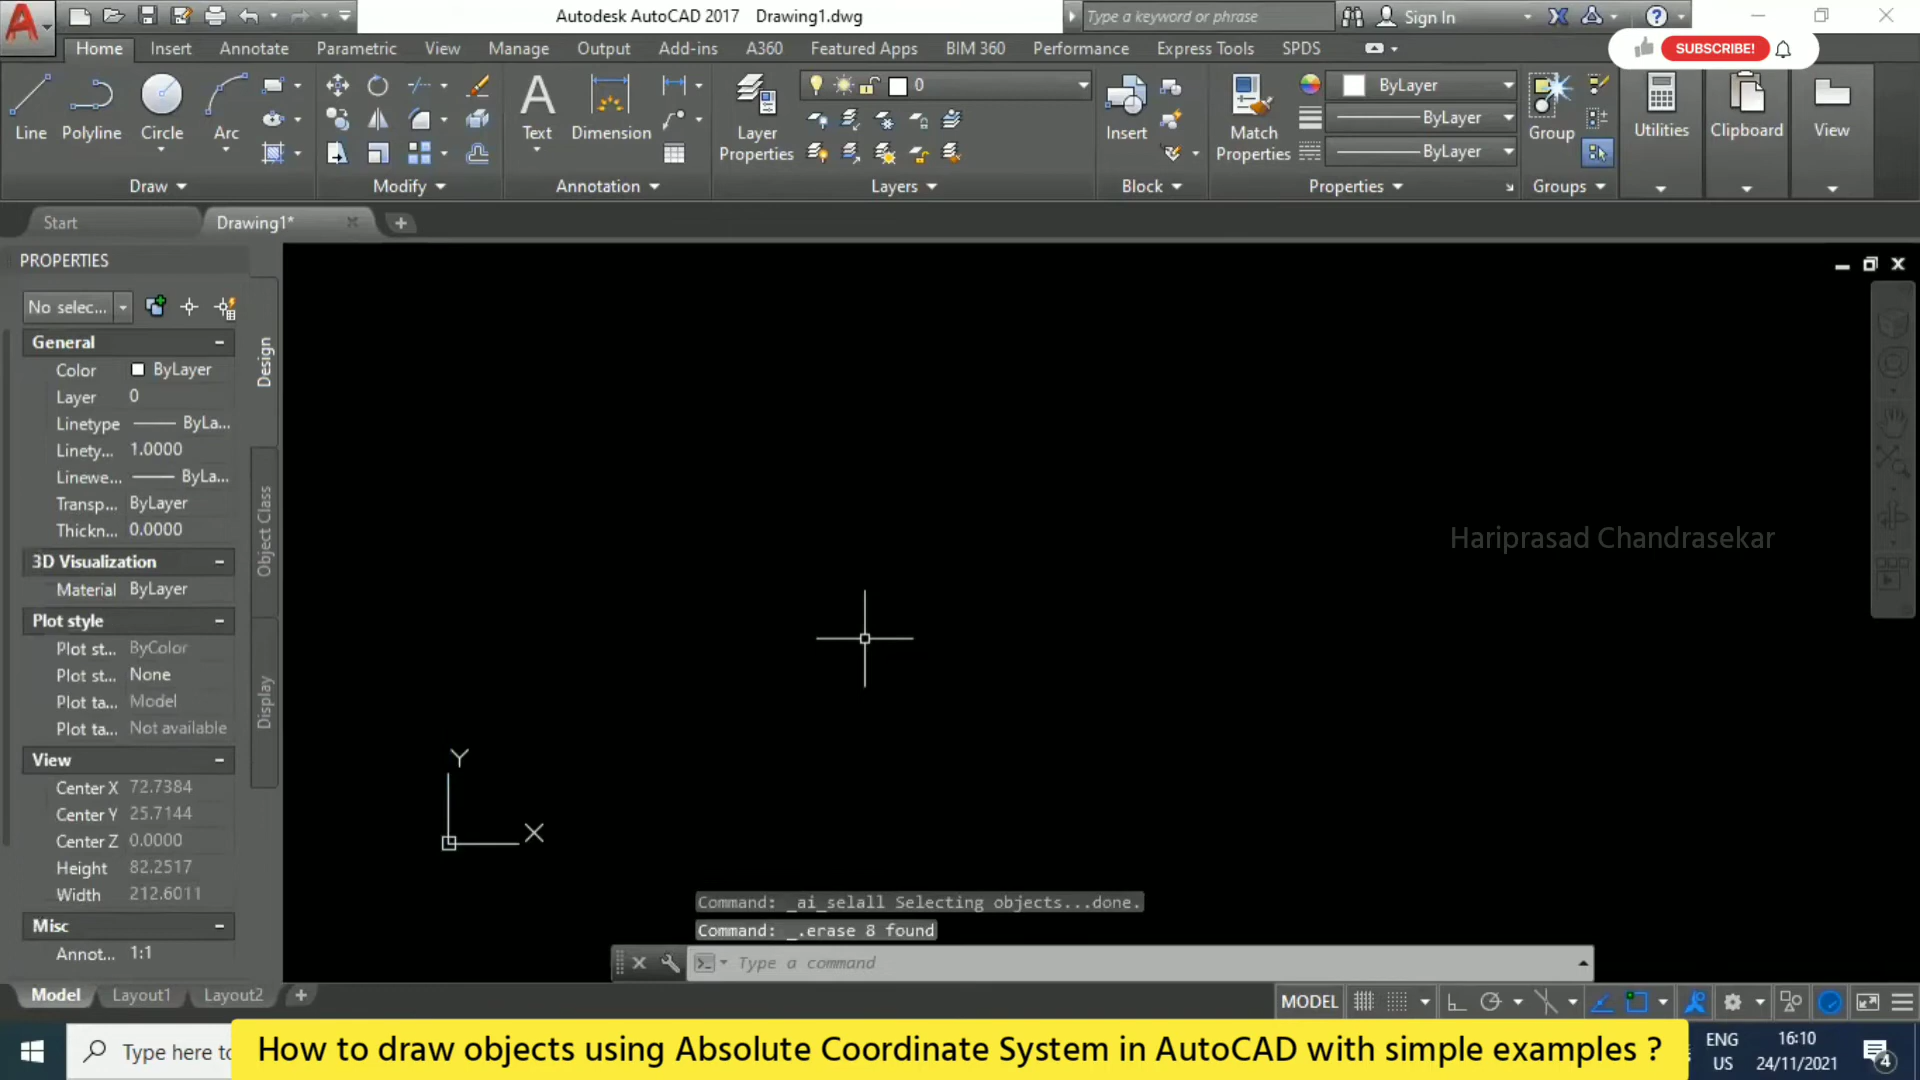 Autodesk AutoCAD 2017 Drawing1.dwg
Type a keyword or phrase
Sign In
Home Insert Annotate Parametric View Manage Output Add-ins A360 Featured Apps BIM 360 Performance Express Tools SPDS
SUBSCRIBE!
Line Polyline Circle Arc
Text Dimension
Layer
Properties
0
Insert
Match
Properties
ByLayer
ByLayer
ByLayer
Group
Utilities Clipboard View
Draw Modify Annotation Layers Block Properties Groups
Start Drawing1*
PROPERTIES
No selec...
General
Color ByLayer
Layer 0
Linetype ByLa...
Linety... 1.0000
Linewe... ByLa...
Transp... ByLayer
Thickn... 0.0000
3D Visualization
Material ByLayer
Plot style
Plot st... ByColor
Plot st... None
Plot ta... Model
Plot ta... Not available
View
Center X 72.7384
Center Y 25.7144
Center Z 0.0000
Height 82.2517
Width 212.6011
Misc
Annot... 1:1
Design
Object Class
Display
Hariprasad Chandrasekar
Y
X
Command: _ai_selall Selecting objects...done.
Command: _.erase 8 found
Type a command
Model Layout1 Layout2
MODEL
Type here to
How to draw objects using Absolute Coordinate System in AutoCAD with simple examples ?
ENG
US
16:10
24/11/2021
4